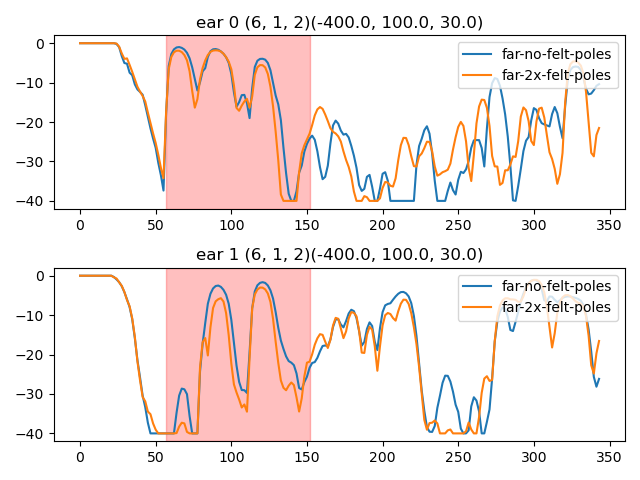 ear 0 (6, 1, 2)(-400.0, 100.0, 30.0)
0
−10
−20
−30
−40
far-no-felt-poles
far-2x-felt-poles
0 50 100 150 200 250 300 350
ear 1 (6, 1, 2)(-400.0, 100.0, 30.0)
0
−10
−20
−30
−40
far-no-felt-poles
far-2x-felt-poles
0 50 100 150 200 250 300 350